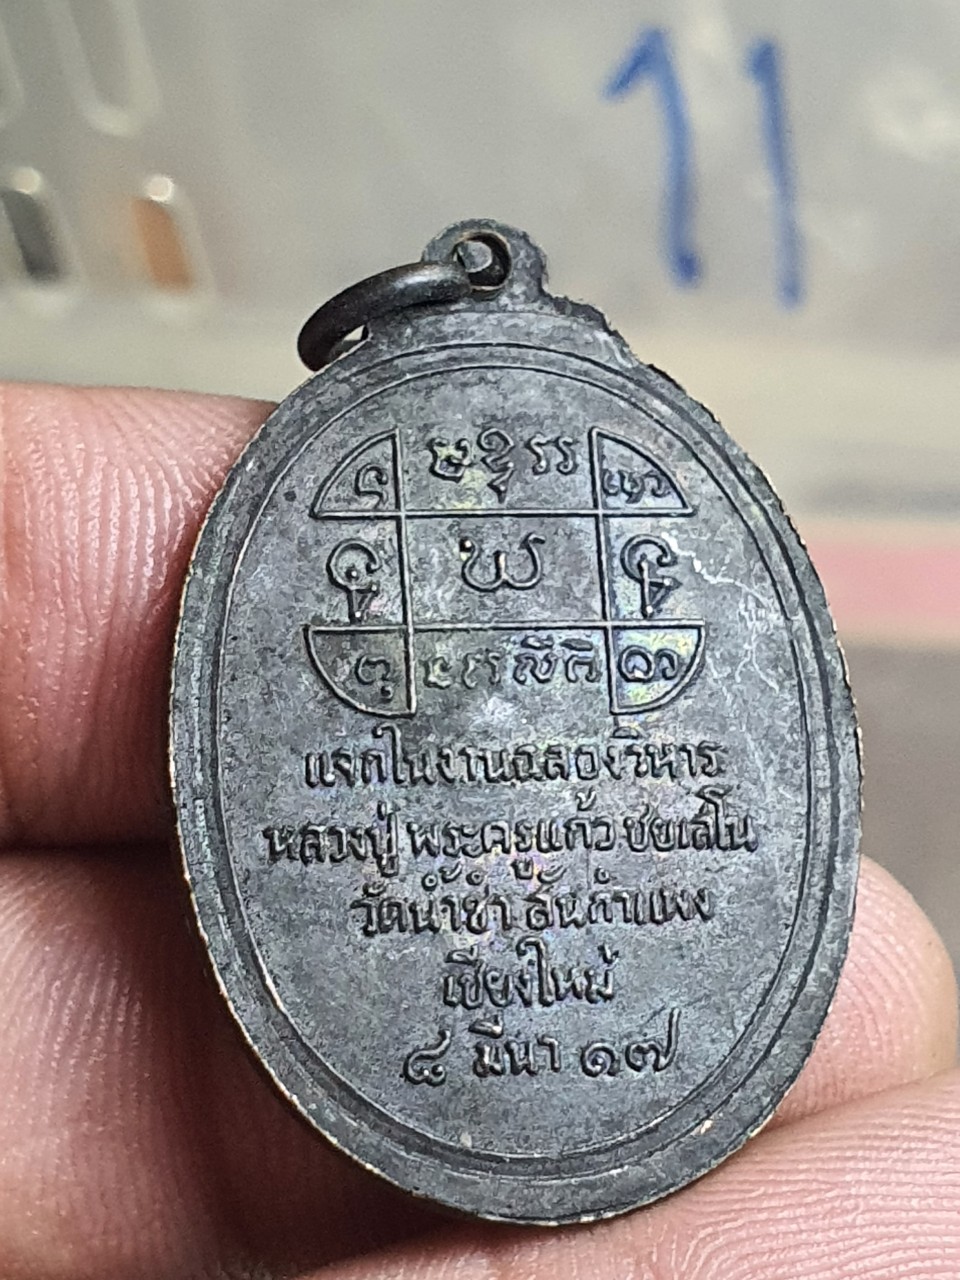 11
แจกในงานฉลองวิหาร
หลวงปู่ พระครูแก้ว ชยเสโน
วัดน้ำชำ สันกำแพง
เชียงใหม่
๘ มีนา ๑๗